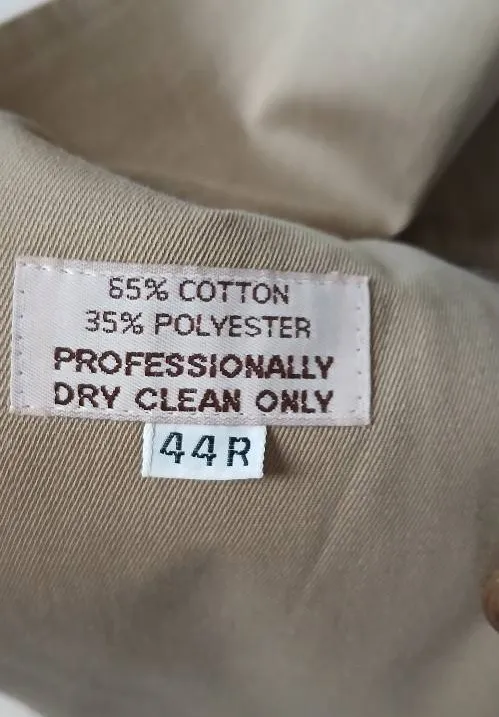 65% COTTON
35% POLYESTER
PROFESSIONALLY
DRY CLEAN ONLY
44R